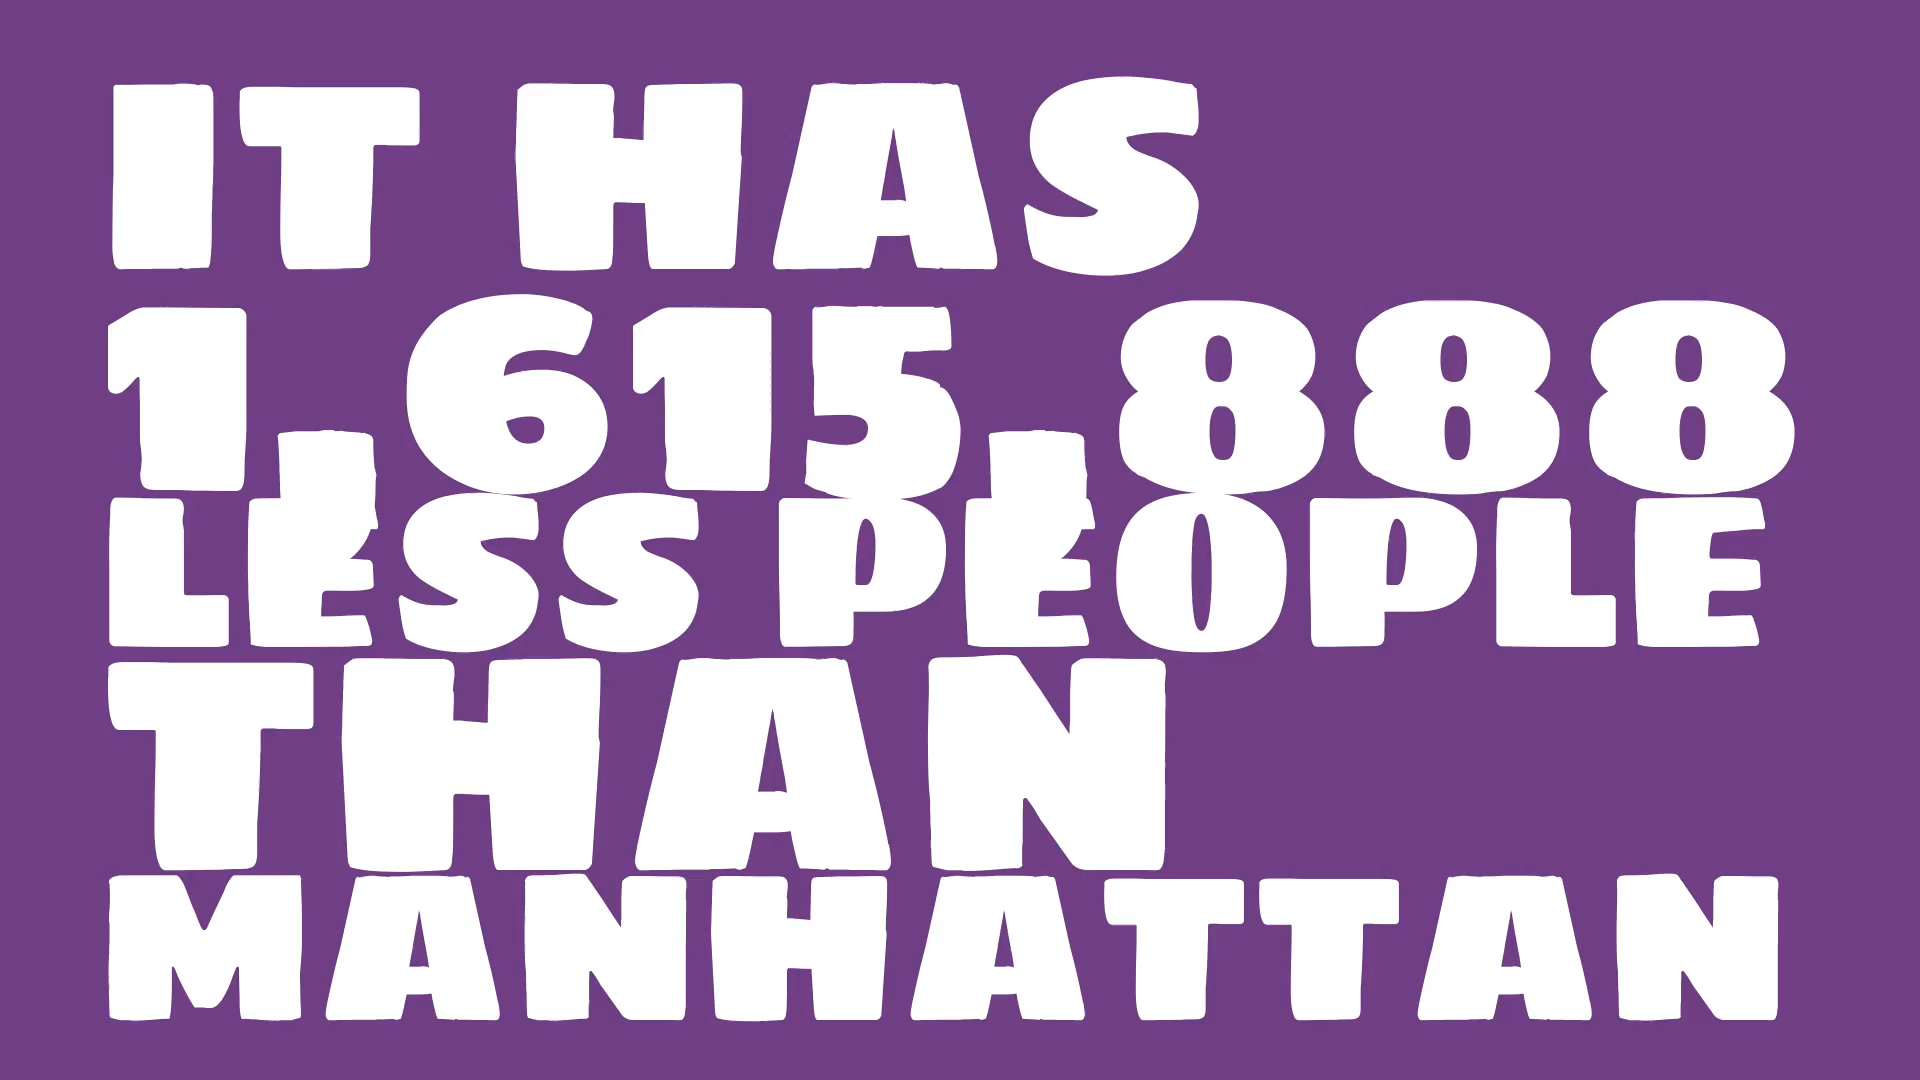 IT HAS
1,615,888
LESS PEOPLE
THAN
MANHATTAN